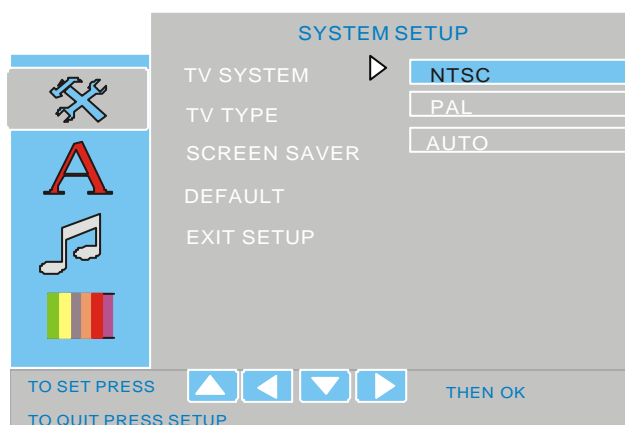 SYSTEM SETUP
TV SYSTEM NTSC
TV TYPE PAL
SCREEN SAVER AUTO
DEFAULT
EXIT SETUP
A
TO SET PRESS THEN OK
TO QUIT PRESS SETUP